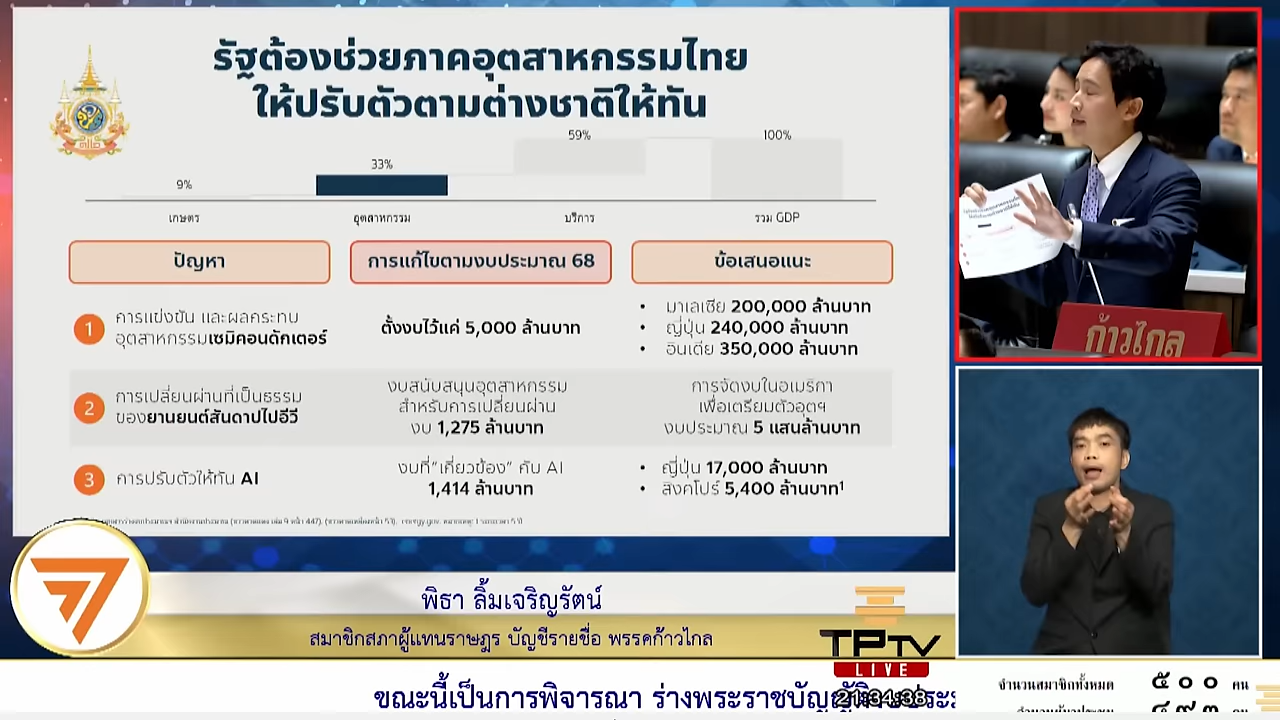 รัฐต้องช่วยภาคอุตสาหกรรมไทย
ให้ปรับตัวตามต่างชาติให้ทัน
9%
33%
59%
100%
เกษตร
อุตสาหกรรม
บริการ
รวม GDP
ปัญหา
การแก้ไขตามงบประมาณ 68
ข้อเสนอแนะ
1
การแข่งขัน และผลกระทบ
อุตสาหกรรมเซมิคอนดักเตอร์
ตั้งงบไว้แค่ 5,000 ล้านบาท
• มาเลเซีย 200,000 ล้านบาท
• ญี่ปุ่น 240,000 ล้านบาท
• อินเดีย 350,000 ล้านบาท
2
การเปลี่ยนผ่านที่เป็นธรรม
ของยานยนต์สันดาปไปอีวี
งบสนับสนุนอุตสาหกรรม
สำหรับการเปลี่ยนผ่าน
งบ 1,275 ล้านบาท
การจัดงบในอเมริกา
เพื่อเตรียมตัวอุตฯ
งบประมาณ 5 แสนล้านบาท
3
การปรับตัวให้ทัน AI
งบที่"เกี่ยวข้อง" กับ AI
1,414 ล้านบาท
• ญี่ปุ่น 17,000 ล้านบาท
• สิงคโปร์ 5,400 ล้านบาท¹
ก้าวไกล
พิธา ลิ้มเจริญรัตน์
สมาชิกสภาผู้แทนราษฎร บัญชีรายชื่อ พรรคก้าวไกล
TPTV
LIVE
21:34:38
ขณะนี้เป็นการพิจารณา ร่างพระราชบัญญัติ
จำนวนสมาชิกทั้งหมด ๕๐๐ คน